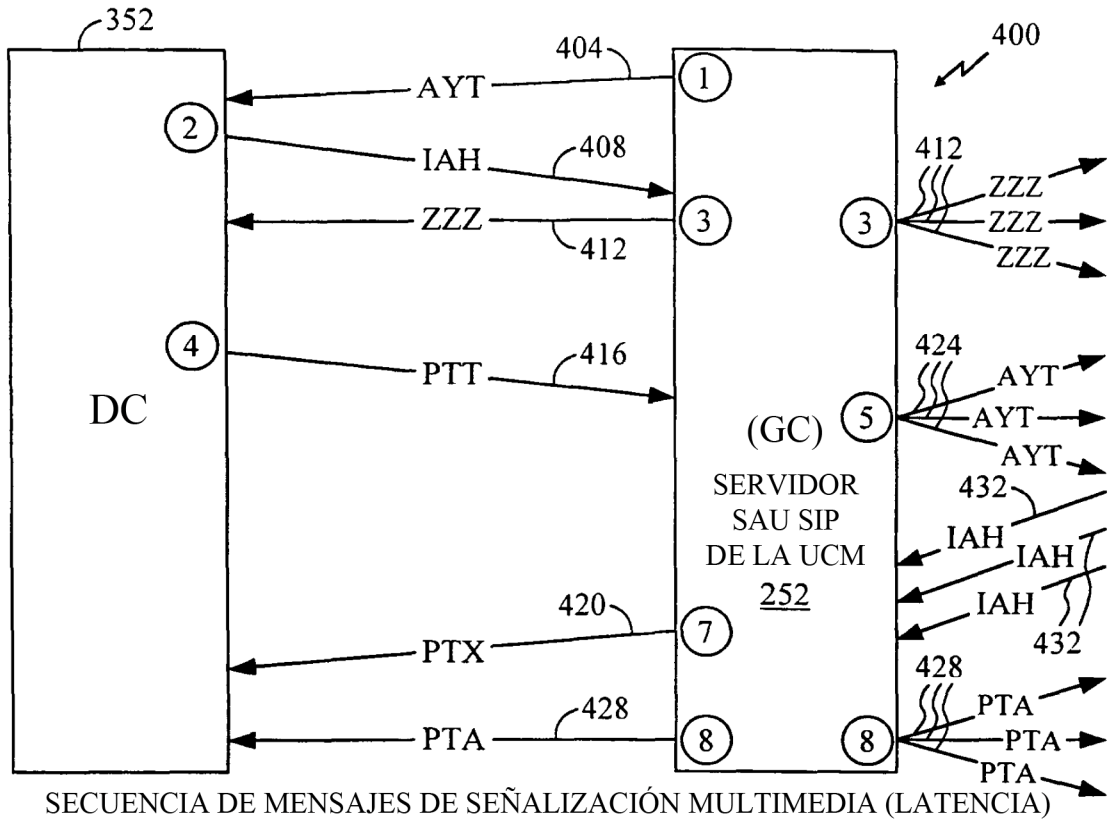 352
404
400
AYT
1
2
IAH
408
412
ZZZ
ZZZ
ZZZ
ZZZ
3
3
412
4
PTT
416
424
AYT
AYT
AYT
5
DC
(GC)
SERVIDOR
SAU SIP
DE LA UCM
252
432
IAH
IAH
IAH
432
420
PTX
7
428
PTA
8
8
428
PTA
PTA
PTA
SECUENCIA DE MENSAJES DE SEÑALIZACIÓN MULTIMEDIA (LATENCIA)